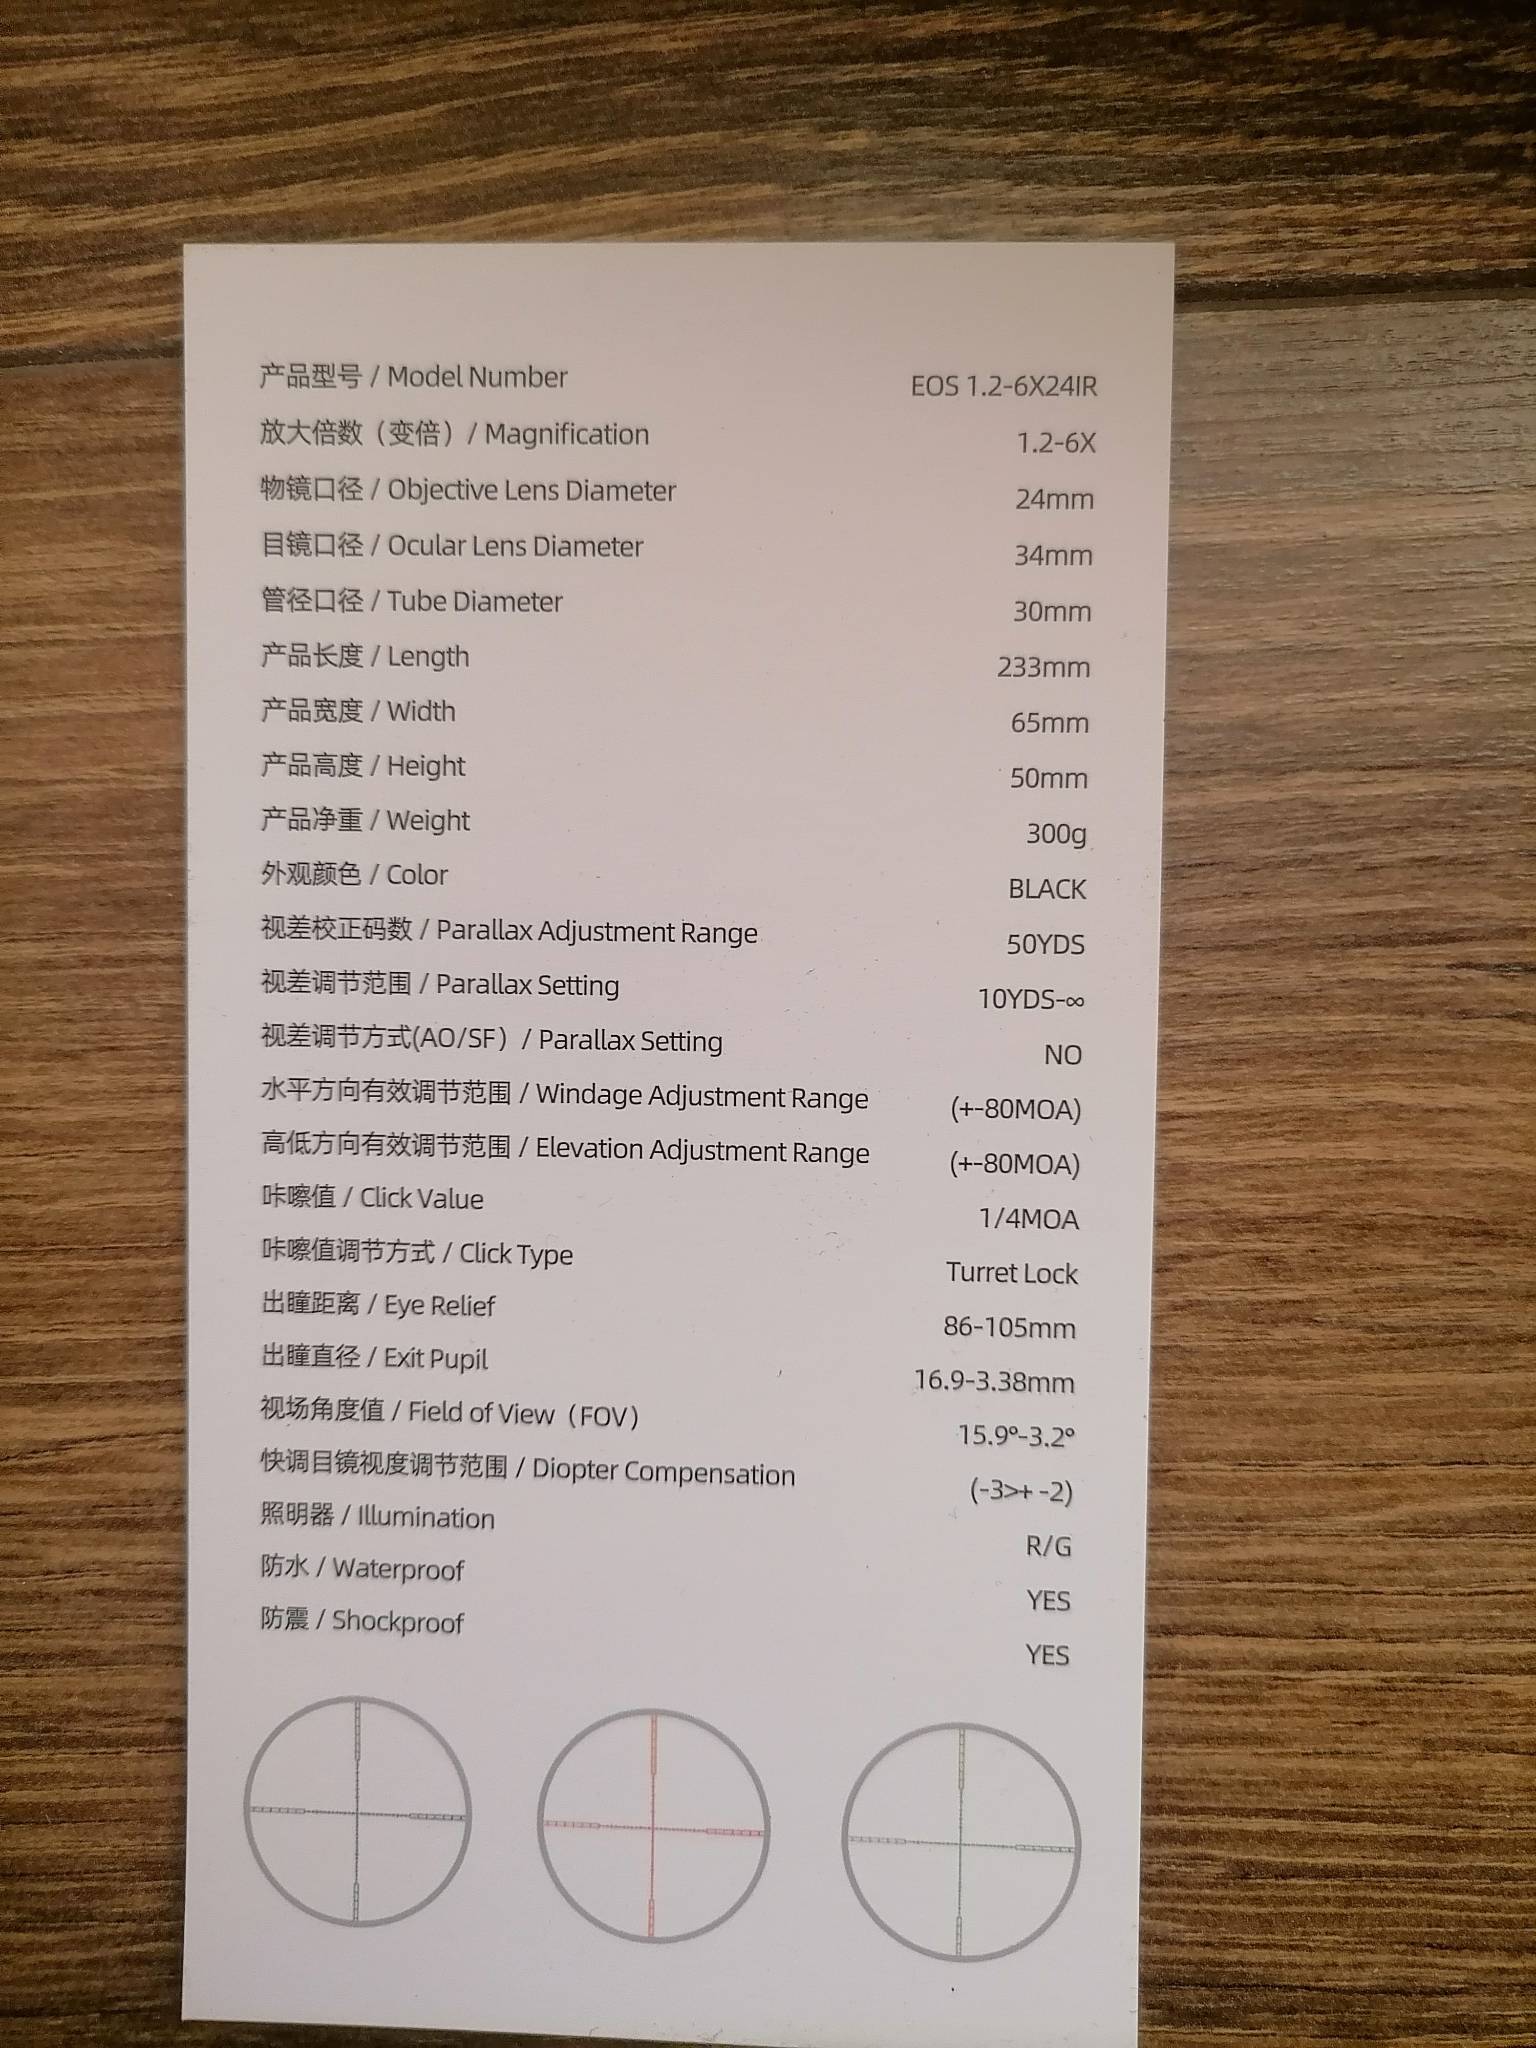 产品型号 / Model Number EOS 1.2-6X24IR
放大倍数（变倍）/ Magnification 1.2-6X
物镜口径 / Objective Lens Diameter 24mm
目镜口径 / Ocular Lens Diameter 34mm
管径口径 / Tube Diameter 30mm
产品长度 / Length 233mm
产品宽度 / Width 65mm
产品高度 / Height 50mm
产品净重 / Weight 300g
外观颜色 / Color BLACK
视差校正码数 / Parallax Adjustment Range 50YDS
视差调节范围 / Parallax Setting 10YDS-∞
视差调节方式(AO/SF）/ Parallax Setting NO
水平方向有效调节范围 / Windage Adjustment Range (+-80MOA)
高低方向有效调节范围 / Elevation Adjustment Range (+-80MOA)
咔嚓值 / Click Value 1/4MOA
咔嚓值调节方式 / Click Type Turret Lock
出瞳距离 / Eye Relief 86-105mm
出瞳直径 / Exit Pupil 16.9-3.38mm
视场角度值 / Field of View（FOV） 15.9°-3.2°
快调目镜视度调节范围 / Diopter Compensation (-3>+ -2)
照明器 / Illumination R/G
防水 / Waterproof YES
防震 / Shockproof YES